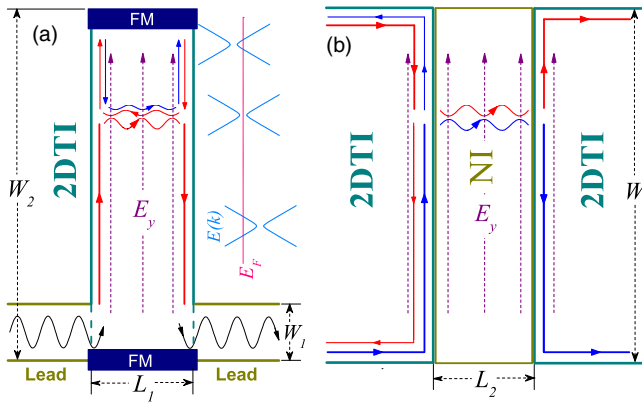 (a)
FM
2DTI
W2
Ey
E(k)
EF
W1
FM
Lead
Lead
L1
(b)
2DTI
NI
2DTI
Ey
W
L2